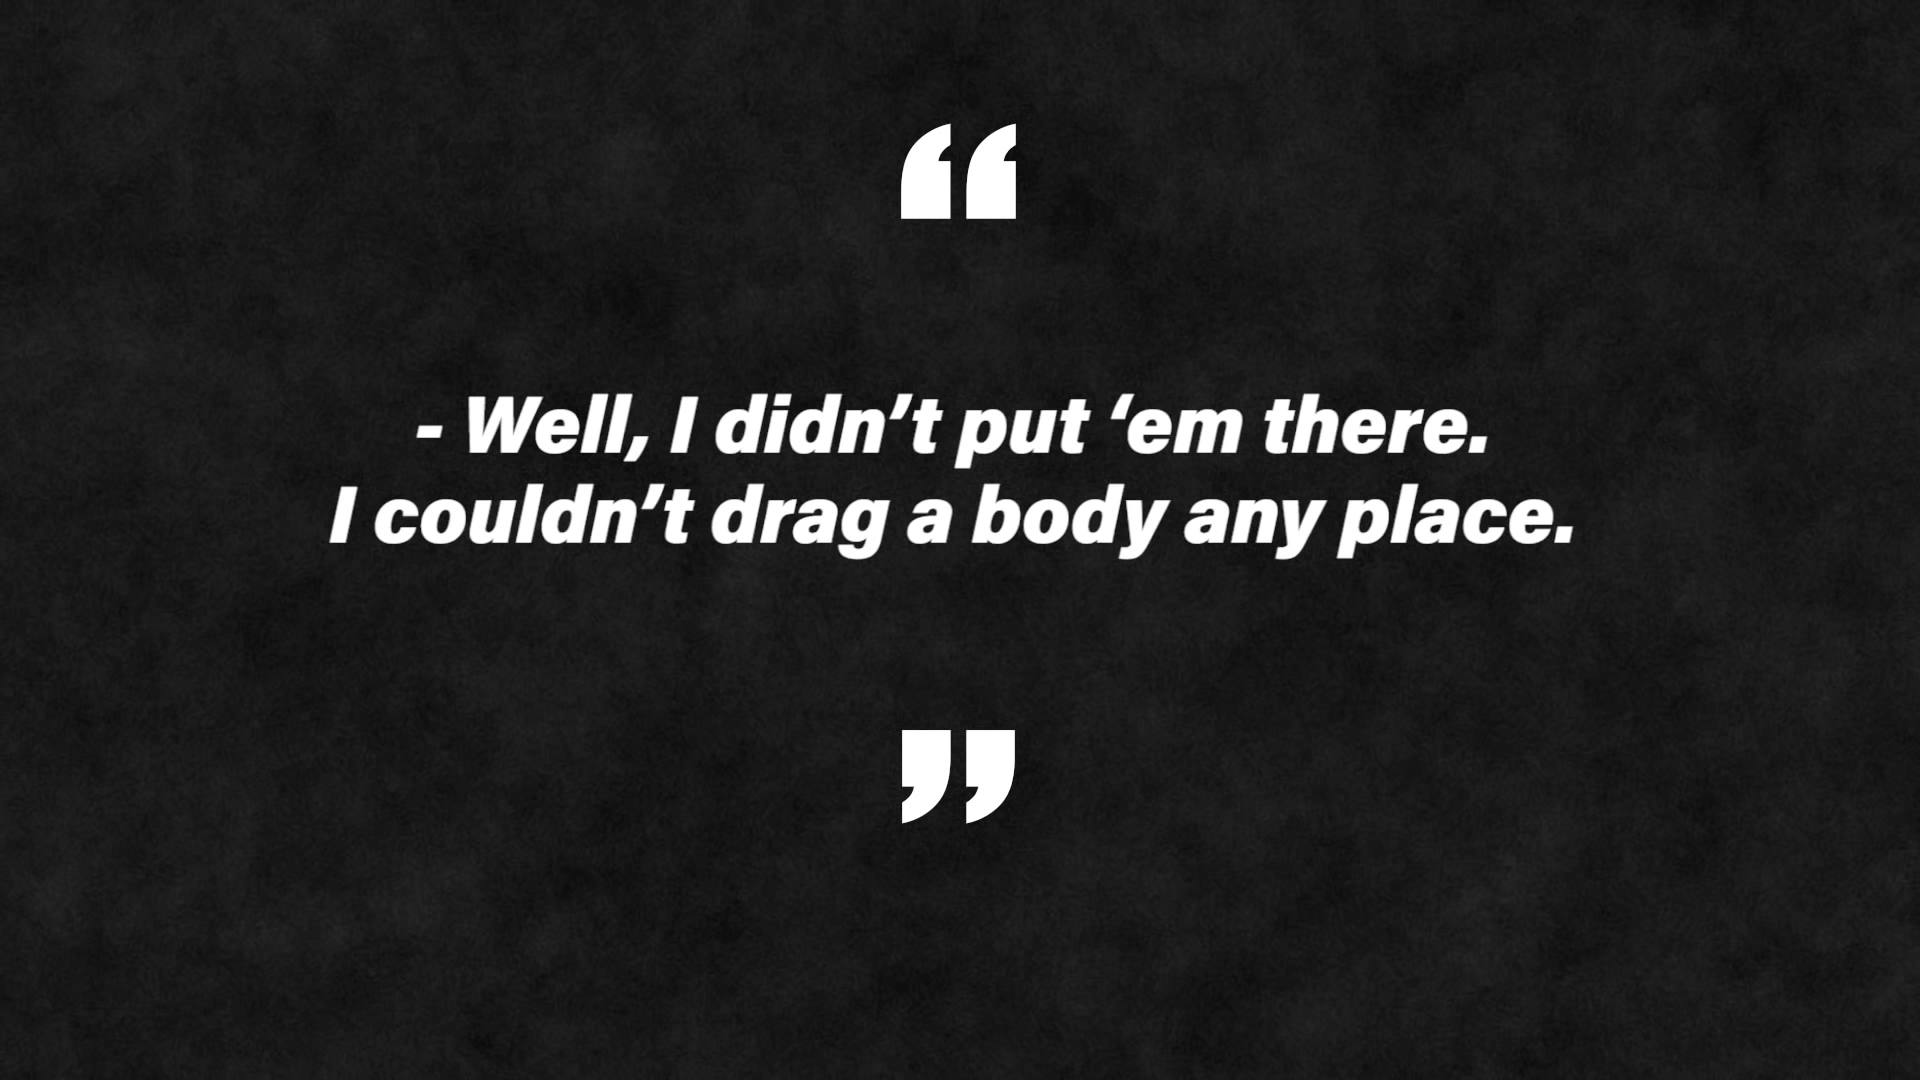 “
- Well, I didn’t put ‘em there.
I couldn’t drag a body any place.
”